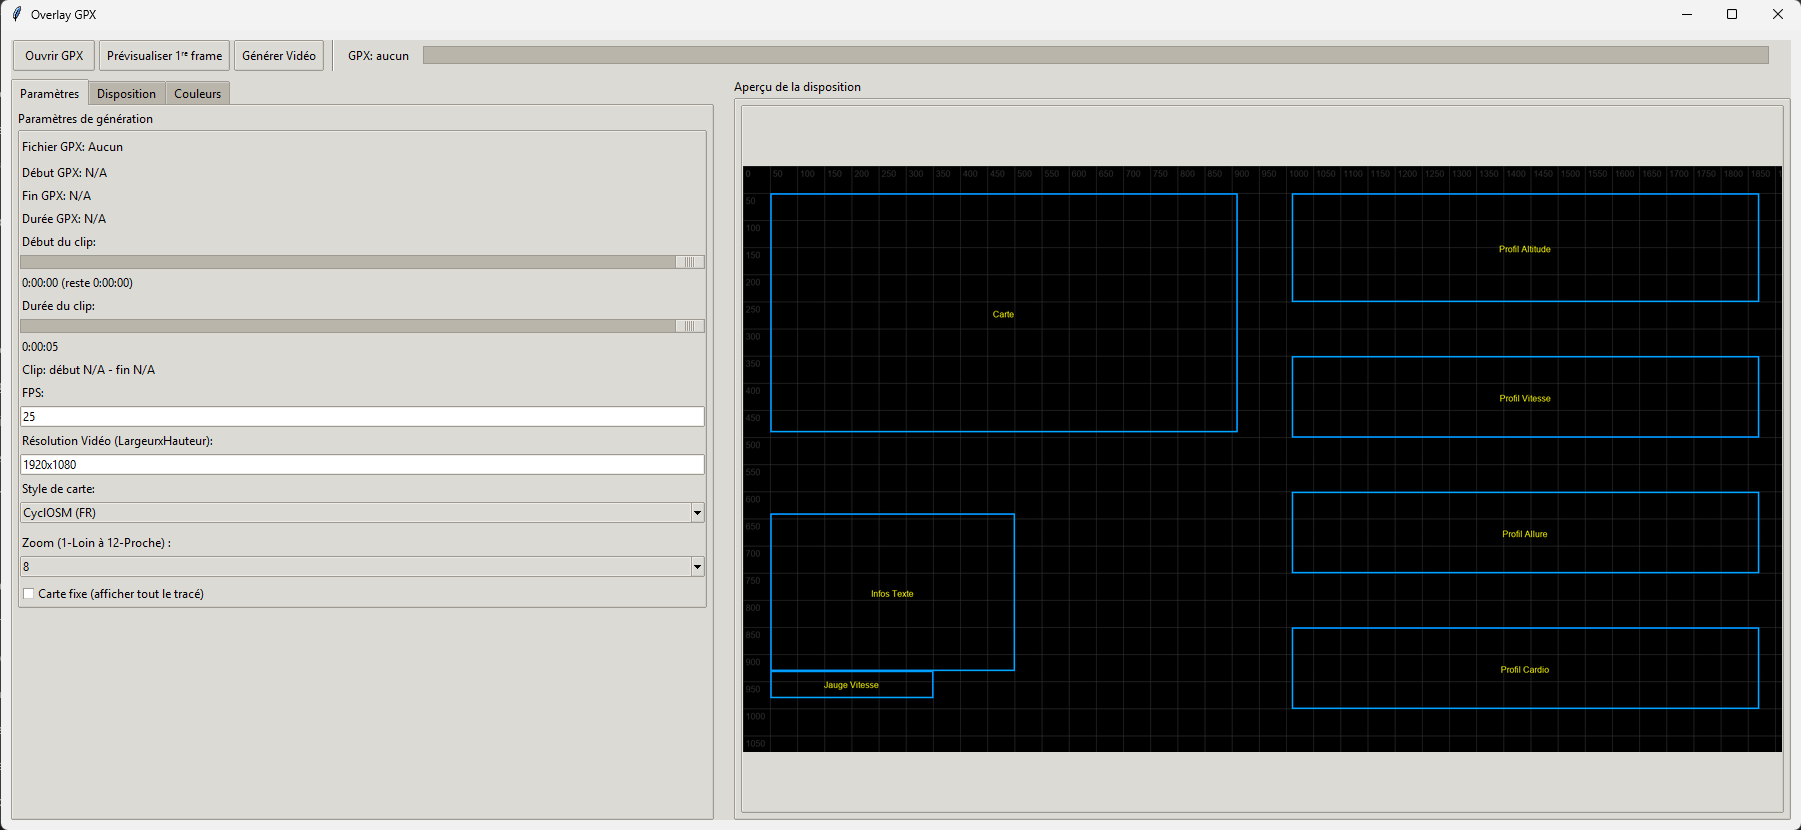 Overlay GPX
Ouvrir GPX Prévisualiser 1ʳᵉ frame Générer Vidéo GPX: aucun
Paramètres Disposition Couleurs
Paramètres de génération
Fichier GPX: Aucun
Début GPX: N/A
Fin GPX: N/A
Durée GPX: N/A
Début du clip:
0:00:00 (reste 0:00:00)
Durée du clip:
0:00:05
Clip: début N/A - fin N/A
FPS:
25
Résolution Vidéo (LargeurxHauteur):
1920x1080
Style de carte:
CyclOSM (FR)
Zoom (1-Loin à 12-Proche) :
8
Carte fixe (afficher tout le tracé)
Aperçu de la disposition
0 50 100 150 200 250 300 350 400 450 500 550 600 650 700 750 800 850 900 950 1000 1050 1100 1150 1200 1250 1300 1350 1400 1450 1500 1550 1600 1650 1700 1750 1800 1850
50
100
150
200
250
300
350
400
450
500
550
600
650
700
750
800
850
900
950
1000
1050
Carte
Infos Texte
Jauge Vitesse
Profil Altitude
Profil Vitesse
Profil Allure
Profil Cardio